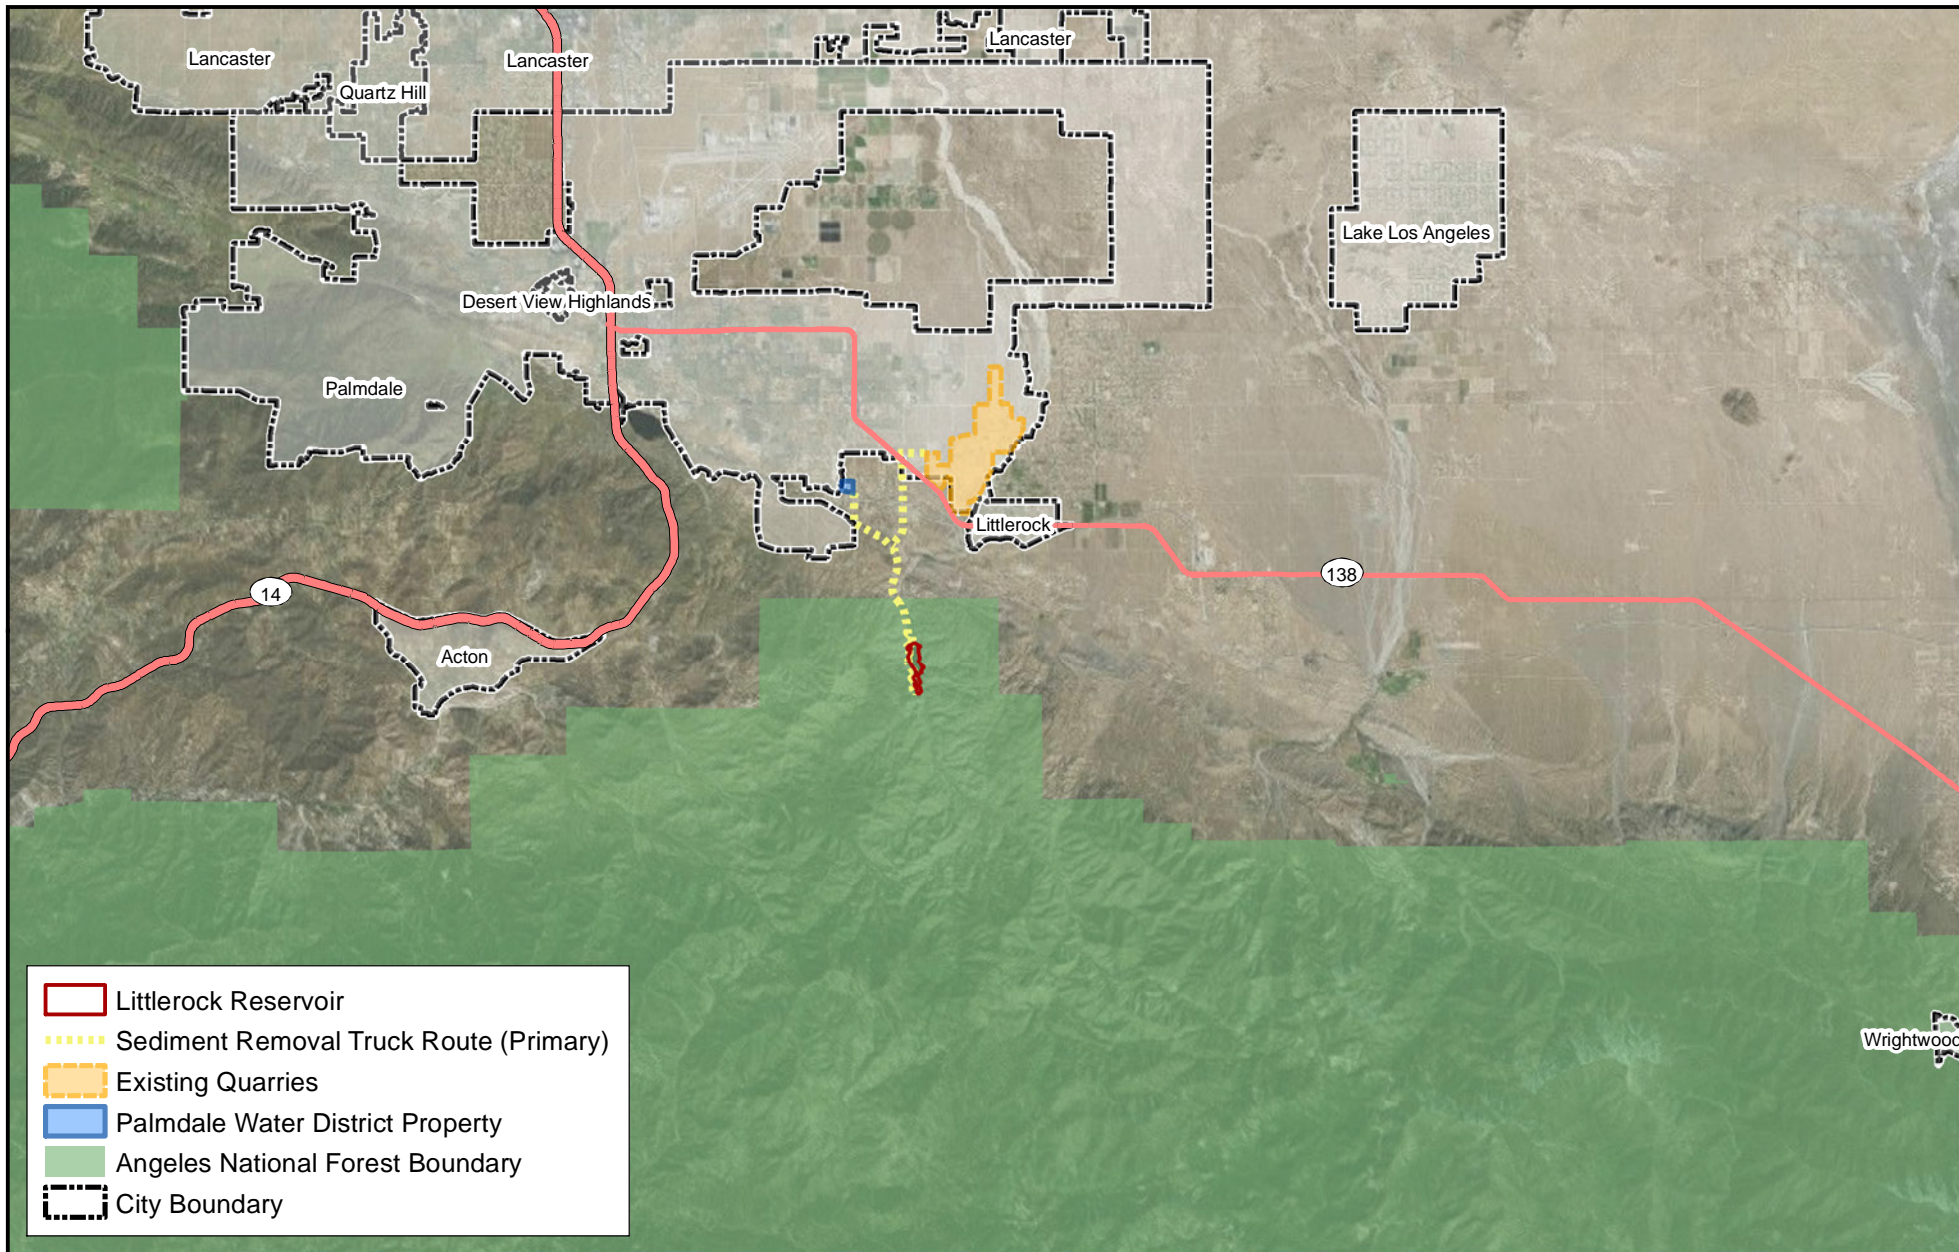 Lancaster
Lancaster
Lancaster
Quartz Hill
Lake Los Angeles
Desert View Highlands
Palmdale
Littlerock
138
14
Acton
Wrightwood
Littlerock Reservoir
Sediment Removal Truck Route (Primary)
Existing Quarries
Palmdale Water District Property
Angeles National Forest Boundary
City Boundary